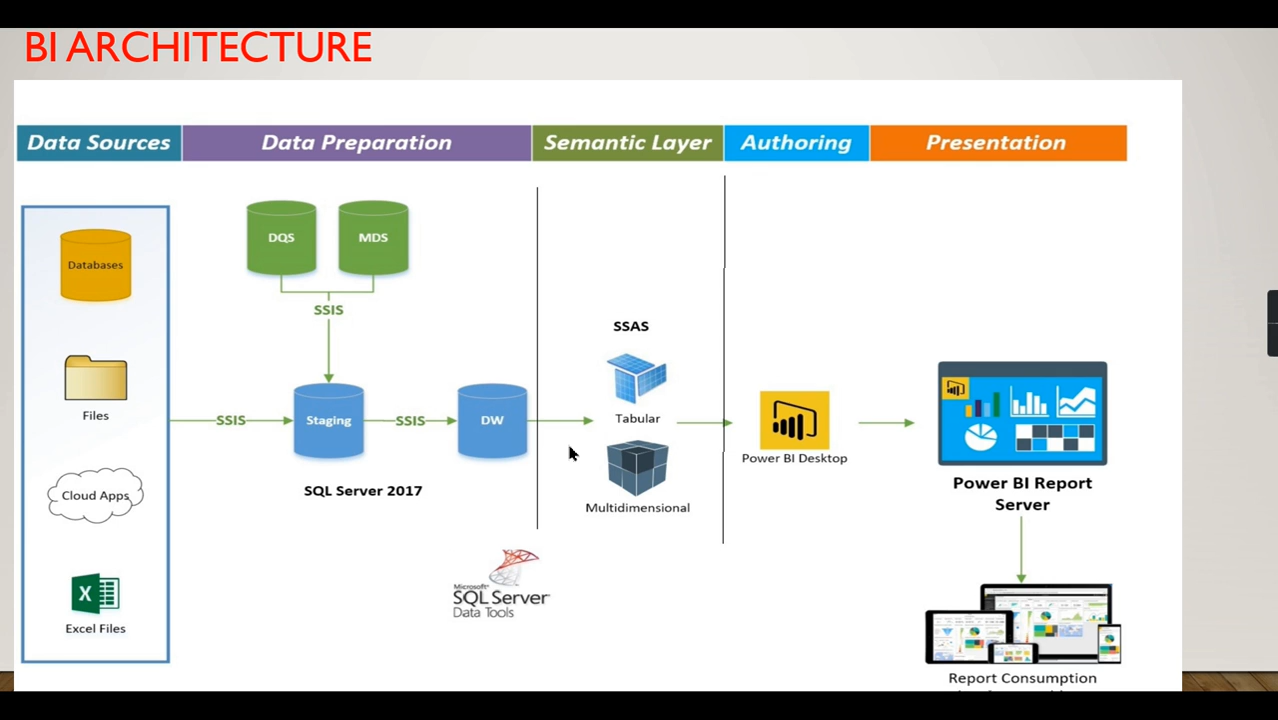 BI ARCHITECTURE
Data Sources
Data Preparation
Semantic Layer
Authoring
Presentation
Databases
Files
Cloud Apps
X
Excel Files
DQS
MDS
SSIS
SSIS
Staging
SSIS
DW
SQL Server 2017
Microsoft®
SQL Server
Data Tools
SSAS
Tabular
Multidimensional
Power BI Desktop
Power BI Report
Server
Report Consumption